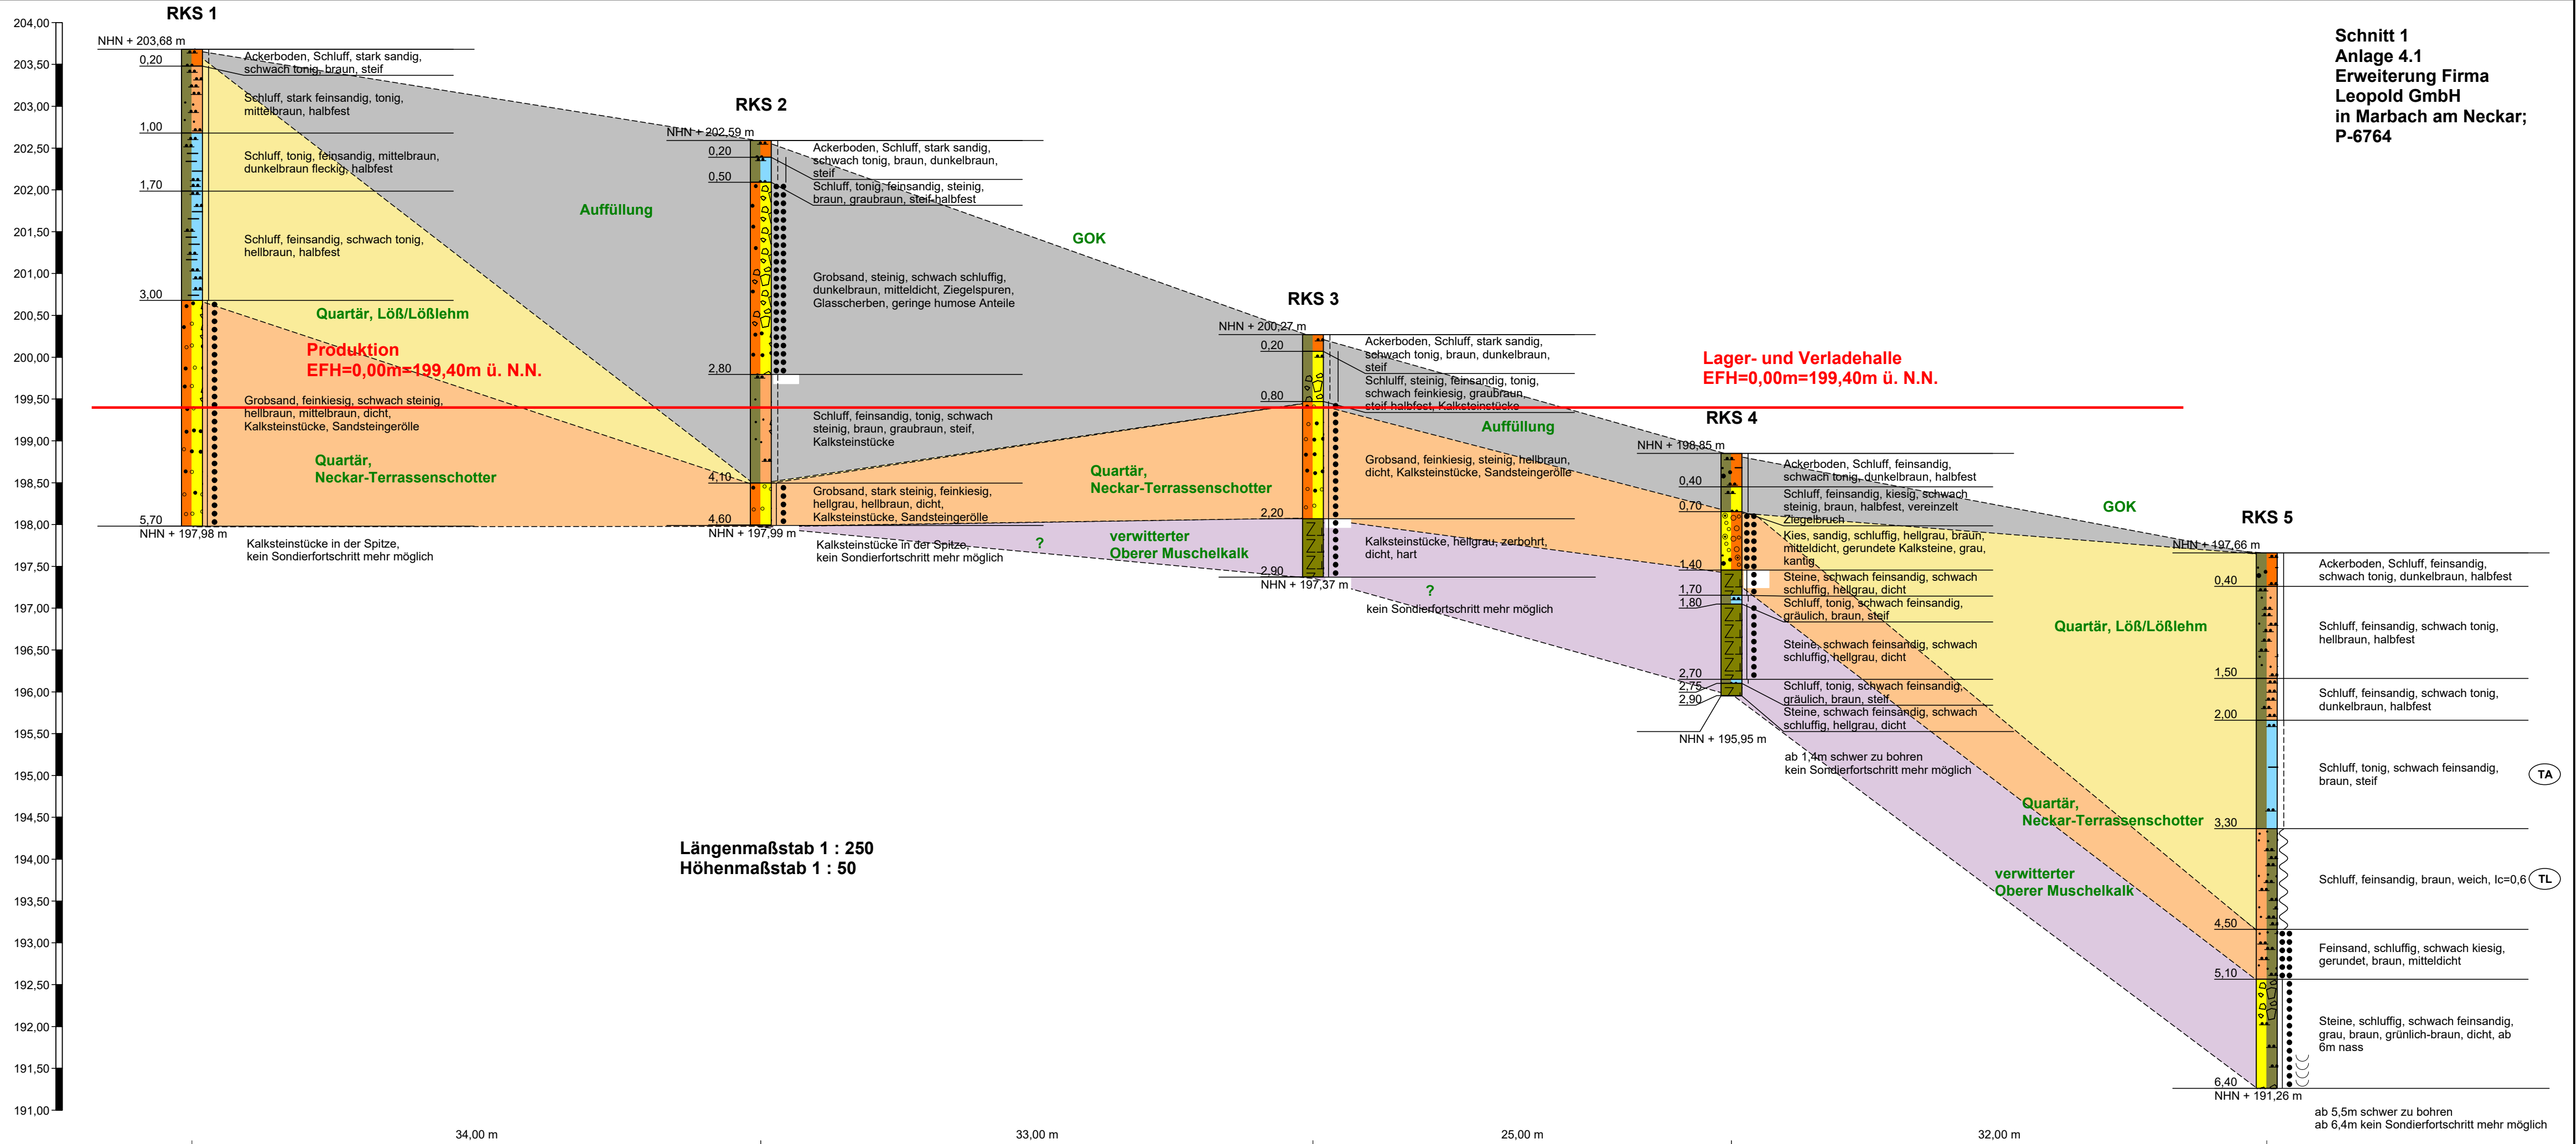 Schnitt 1
Anlage 4.1
Erweiterung Firma
Leopold GmbH
in Marbach am Neckar;
P-6764
204,00
203,50
203,00
202,50
202,00
201,50
201,00
200,50
200,00
199,50
199,00
198,50
198,00
197,50
197,00
196,50
196,00
195,50
195,00
194,50
194,00
193,50
193,00
192,50
192,00
191,50
191,00
RKS 1
NHN + 203,68 m
0,20
Ackerboden, Schluff, stark sandig,
schwach tonig, braun, steif
Schluff, stark feinsandig, tonig,
mittelbraun, halbfest
1,00
Schluff, tonig, feinsandig, mittelbraun,
dunkelbraun fleckig, halbfest
1,70
Schluff, feinsandig, schwach tonig,
hellbraun, halbfest
3,00
Quartär, Löß/Lößlehm
Produktion
EFH=0,00m=199,40m ü. N.N.
Grobsand, feinkiesig, schwach steinig,
hellbraun, mittelbraun, dicht,
Kalksteinstücke, Sandsteingerölle
Quartär,
Neckar-Terrassenschotter
5,70
NHN + 197,98 m
Kalksteinstücke in der Spitze,
kein Sondierfortschritt mehr möglich
Auffüllung
RKS 2
NHN + 202,59 m
0,20
Ackerboden, Schluff, stark sandig,
schwach tonig, braun, dunkelbraun,
steif
0,50
Schluff, tonig, feinsandig, steinig,
braun, graubraun, steif-halbfest
Grobsand, steinig, schwach schluffig,
dunkelbraun, mitteldicht, Ziegelspuren,
Glasscherben, geringe humose Anteile
2,80
Schluff, feinsandig, tonig, schwach
steinig, braun, graubraun, steif,
Kalksteinstücke
4,10
Grobsand, stark steinig, feinkiesig,
hellgrau, hellbraun, dicht,
Kalksteinstücke, Sandsteingerölle
4,60
NHN + 197,99 m
Kalksteinstücke in der Spitze,
kein Sondierfortschritt mehr möglich
GOK
Quartär,
Neckar-Terrassenschotter
?
verwitterter
Oberer Muschelkalk
RKS 3
NHN + 200,27 m
0,20
Ackerboden, Schluff, stark sandig,
schwach tonig, braun, dunkelbraun,
steif
Schlulff, steinig, feinsandig, tonig,
schwach feinkiesig, graubraun,
steif-halbfest, Kalksteinstücke
0,80
Auffüllung
Grobsand, feinkiesig, steinig, hellbraun,
dicht, Kalksteinstücke, Sandsteingerölle
2,20
Kalksteinstücke, hellgrau, zerbohrt,
dicht, hart
2,90
NHN + 197,37 m
?
kein Sondierfortschritt mehr möglich
Lager- und Verladehalle
EFH=0,00m=199,40m ü. N.N.
RKS 4
NHN + 198,85 m
Ackerboden, Schluff, feinsandig,
schwach tonig, dunkelbraun, halbfest
0,40
Schluff, feinsandig, kiesig, schwach
steinig, braun, halbfest, vereinzelt
Ziegelbruch
0,70
Kies, sandig, schluffig, hellgrau, braun,
mitteldicht, gerundete Kalksteine, grau,
kantig
1,40
Steine, schwach feinsandig, schwach
schluffig, hellgrau, dicht
1,70
Schluff, tonig, schwach feinsandig,
gräulich, braun, steif
1,80
Steine, schwach feinsandig, schwach
schluffig, hellgrau, dicht
2,70
Schluff, tonig, schwach feinsandig,
gräulich, braun, steif
2,75
Steine, schwach feinsandig, schwach
schluffig, hellgrau, dicht
2,90
NHN + 195,95 m
ab 1,4m schwer zu bohren
kein Sondierfortschritt mehr möglich
GOK
Quartär, Löß/Lößlehm
Quartär,
Neckar-Terrassenschotter
verwitterter
Oberer Muschelkalk
RKS 5
NHN + 197,66 m
Ackerboden, Schluff, feinsandig,
schwach tonig, dunkelbraun, halbfest
0,40
Schluff, feinsandig, schwach tonig,
hellbraun, halbfest
1,50
Schluff, feinsandig, schwach tonig,
dunkelbraun, halbfest
2,00
Schluff, tonig, schwach feinsandig,
braun, steif
TA
3,30
Schluff, feinsandig, braun, weich, Ic=0,6
TL
4,50
Feinsand, schluffig, schwach kiesig,
gerundet, braun, mitteldicht
5,10
Steine, schluffig, schwach feinsandig,
grau, braun, grünlich-braun, dicht, ab
6m nass
6,40
NHN + 191,26 m
ab 5,5m schwer zu bohren
ab 6,4m kein Sondierfortschritt mehr möglich
Längenmaßstab 1 : 250
Höhenmaßstab 1 : 50
34,00 m
33,00 m
25,00 m
32,00 m